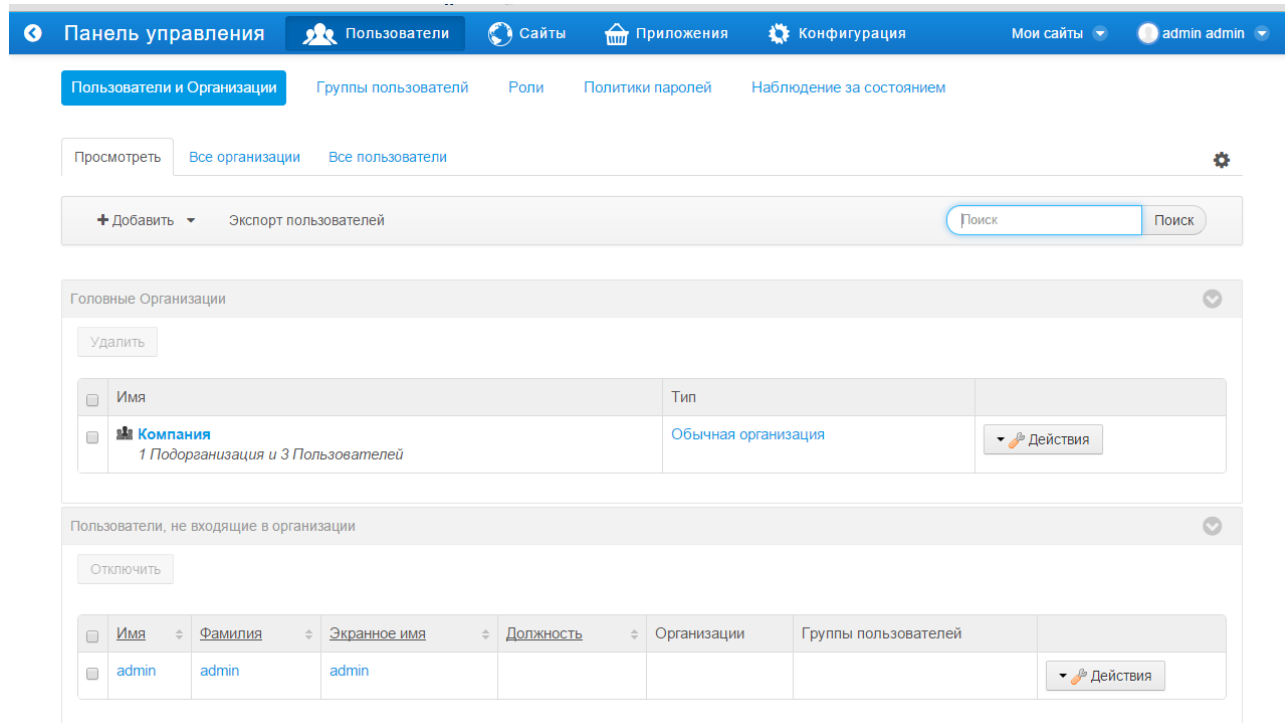 Панель управления Пользователи Сайты Приложения Конфигурация Мои сайты admin admin
Пользователи и Организации Группы пользователй Роли Политики паролей Наблюдение за состоянием
Просмотреть Все организации Все пользователи
Добавить Экспорт пользователей Поиск Поиск
Головные Организации
Удалить
Имя Тип
Компания Обычная организация Действия
1 Подорганизация и 3 Пользователей
Пользователи, не входящие в организации
Отключить
Имя Фамилия Экранное имя Должность Организации Группы пользователей
admin admin admin Действия